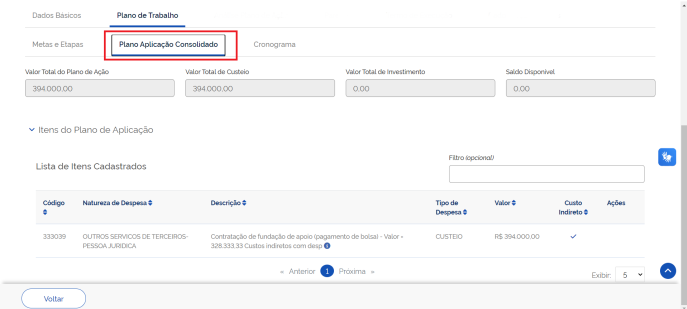 Dados Básicos Plano de Trabalho
Metas e Etapas Plano Aplicação Consolidado Cronograma
Valor Total do Plano de Ação Valor Total de Custeio Valor Total de Investimento Saldo Disponível
394.000,00 394.000,00 0,00 0,00
Itens do Plano de Aplicação
Filtro (opcional)
Lista de Itens Cadastrados
Código Natureza de Despesa Descrição Tipo de Despesa Valor Custo Indireto Ações
333039 OUTROS SERVICOS DE TERCEIROS- Contratação de fundação de apoio (pagamento de bolsa) - Valor = CUSTEIO R$ 394.000,00
PESSOA JURIDICA 328.333,33 Custos indiretos com desp
« Anterior 1 Próxima »
Exibir: 5
Voltar